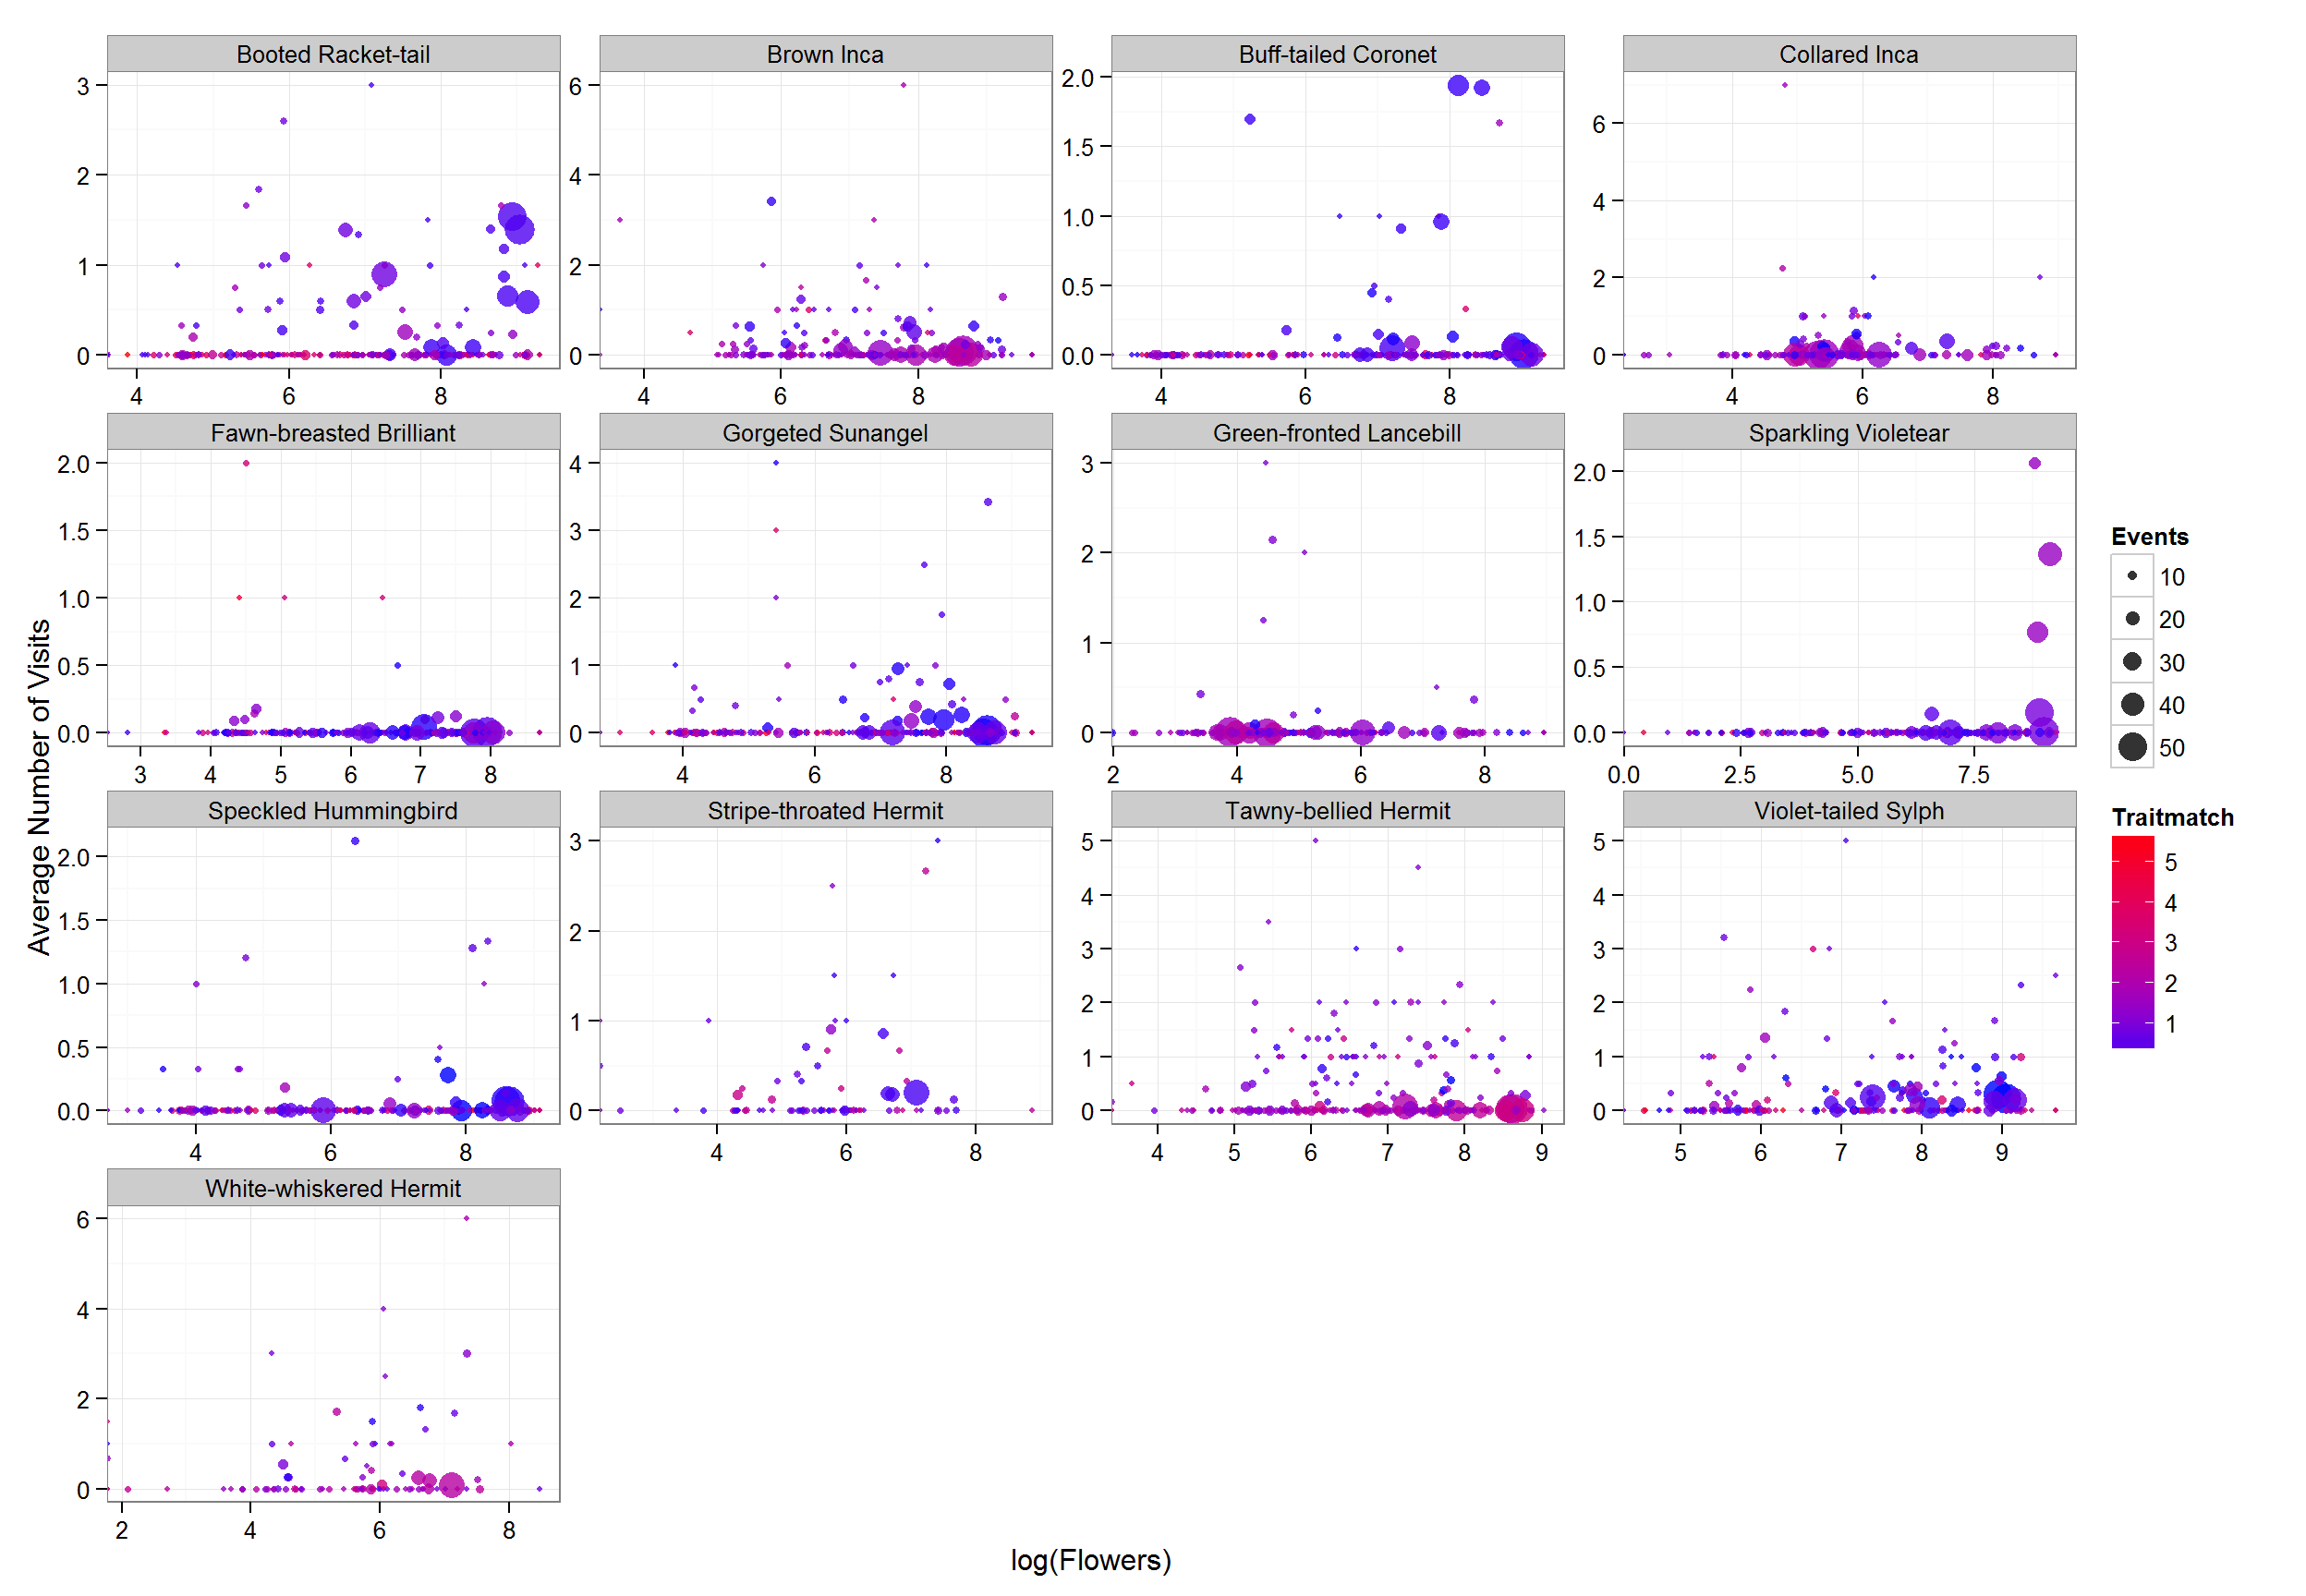 Booted Racket-tail Brown Inca Buff-tailed Coronet Collared Inca
3 6 2.0 6
2 4 1.5 4
1 2 1.0 2
0 0 0.5 0
0.0
4 6 8 4 6 8 4 6 8 4 6 8
Fawn-breasted Brilliant Gorgeted Sunangel Green-fronted Lancebill Sparkling Violetear
2.0 4 3 2.0
1.5 3 2 1.5
1.0 2 1 1.0
0.5 1 0 0.5
0.0 0 0.0
3 4 5 6 7 8 4 6 8 2 4 6 8 0.0 2.5 5.0 7.5
Speckled Hummingbird Stripe-throated Hermit Tawny-bellied Hermit Violet-tailed Sylph
2.0 3 5 5
1.5 2 4 4
1.0 1 3 3
0.5 0 2 2
0.0 1 1
0 0
4 6 8 4 6 8 4 5 6 7 8 9 5 6 7 8 9
White-whiskered Hermit
6
4
2
0
2 4 6 8
Average Number of Visits
log(Flowers)
Events
10
20
30
40
50
Traitmatch
5
4
3
2
1